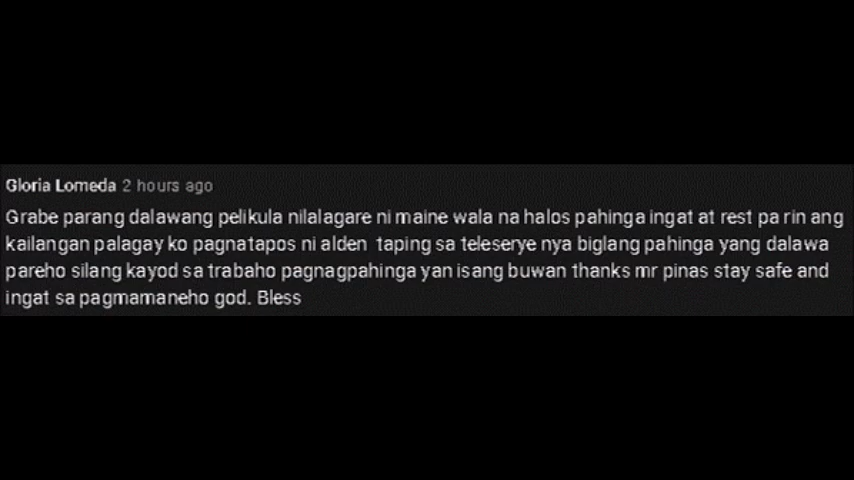 Gloria Lomeda 2 hours ago
Grabe parang dalawang pelikula nilalagare ni maine wala na halos pahinga ingat at rest pa rin ang
kailangan palagay ko pagnatapos ni alden taping sa teleserye nya biglang pahinga yang dalawa
pareho silang kayod sa trabaho pagnagpahinga yan isang buwan thanks mr pinas stay safe and
ingat sa pagmamaneho god. Bless